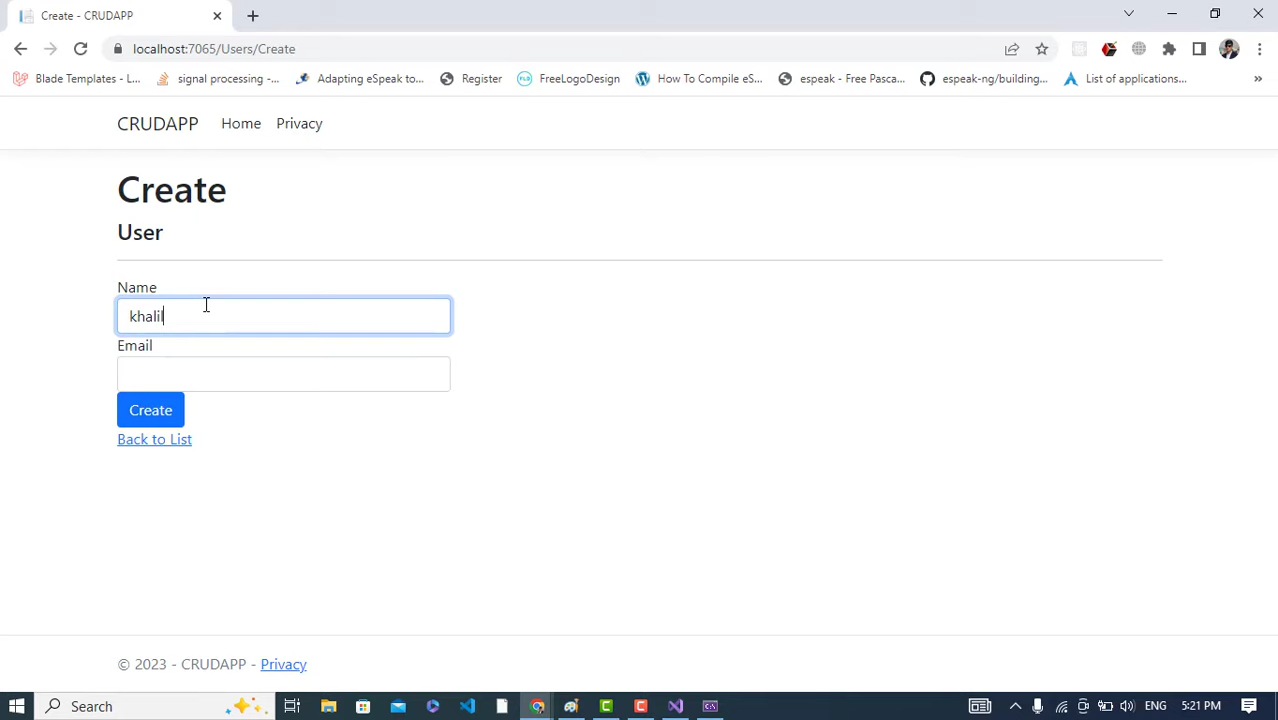 Create - CRUDAPP
localhost:7065/Users/Create
Blade Templates - L... signal processing -... Adapting eSpeak to... Register FreeLogoDesign How To Compile eS... espeak - Free Pasca... espeak-ng/building... List of applications... »
CRUDAPP Home Privacy
Create
User
Name
khalil
Email
Create
Back to List
© 2023 - CRUDAPP - Privacy
Search ENG 5:21 PM